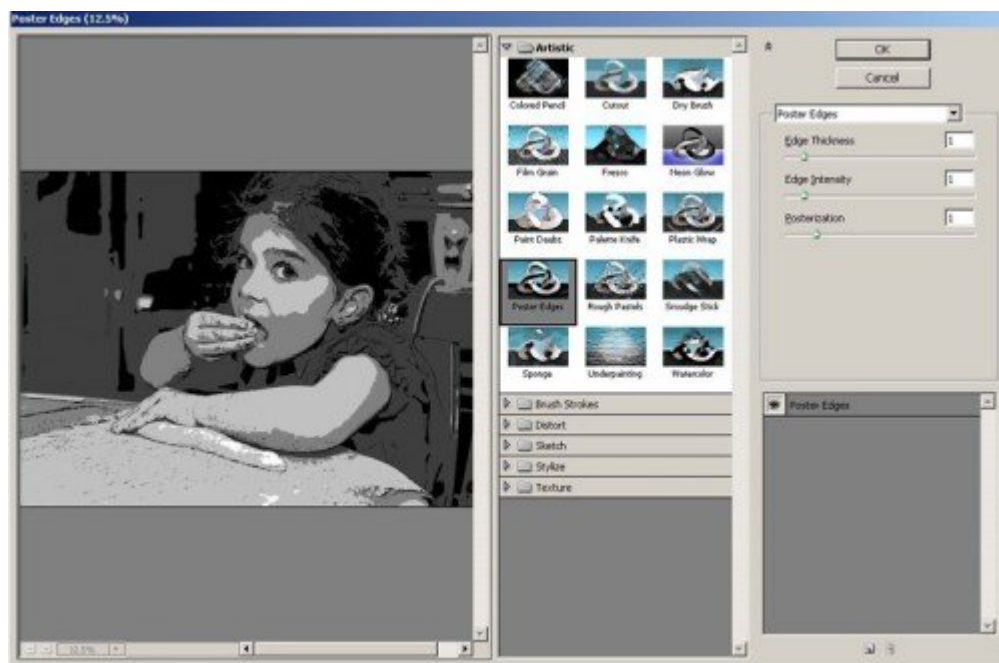 Poster Edges (12.5%)
Artistic
Colored Pencil
Cutout
Dry Brush
Film Grain
Fresco
Neon Glow
Paint Daubs
Palette Knife
Plastic Wrap
Poster Edges
Rough Pastels
Smudge Stick
Sponge
Underpainting
Watercolor
Brush Strokes
Distort
Sketch
Stylize
Texture
12.5%
OK
Cancel
Poster Edges
Edge Thickness 1
Edge Intensity 1
Posterization 1
Poster Edges